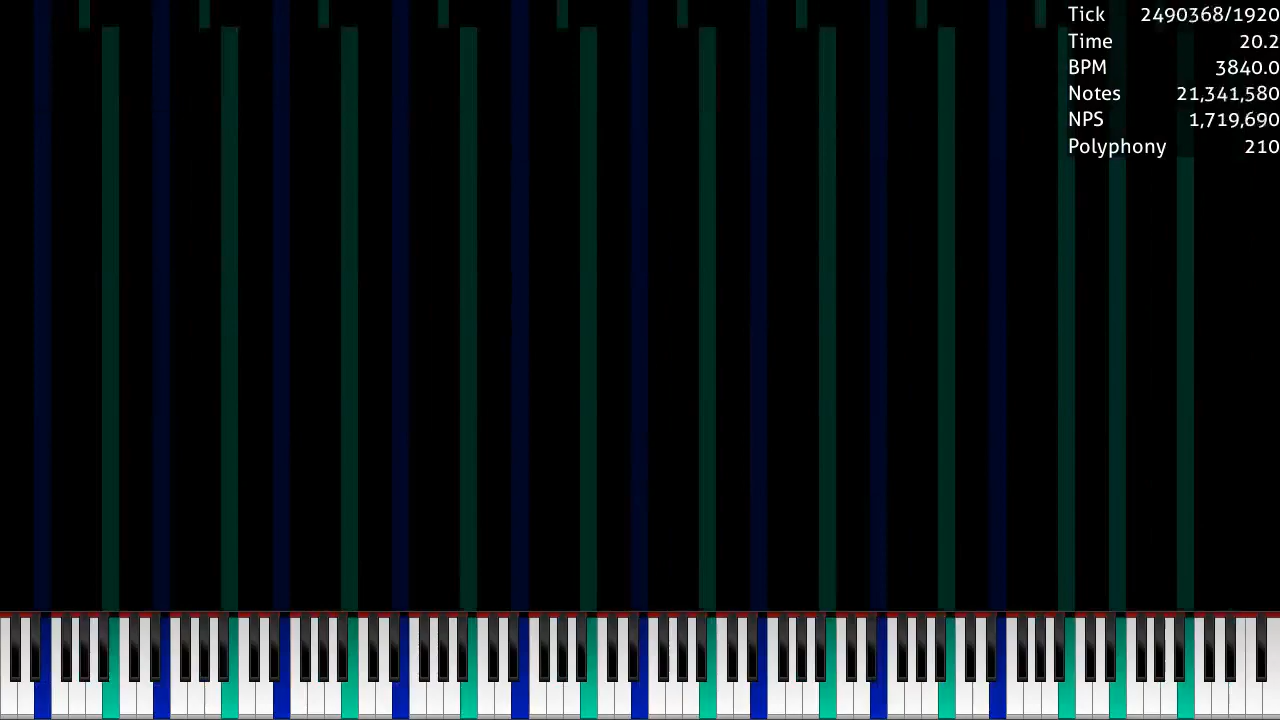 Tick 2490368/1920
Time 20.2
BPM 3840.0
Notes 21,341,580
NPS 1,719,690
Polyphony 210